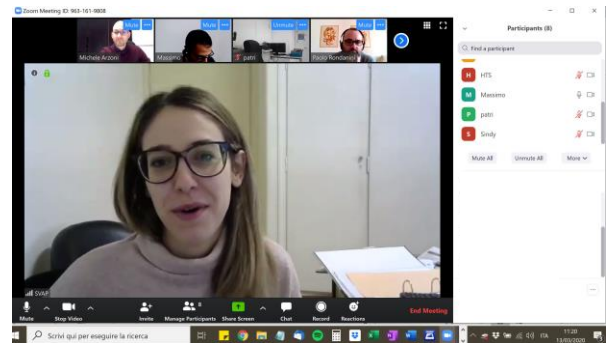 Zoom Meeting ID: 963-161-9808
Participants (8)
Mute
Mute
Unmute
Mute
Michele Arzoni
Massimo
patri
Paolo Rondanini
Find a participant
H HTS
M Massimo
P patri
S Sindy
Mute All Unmute All More
SVAP
Mute
Stop Video
Invite
Manage Participants
8
Share Screen
Chat
Record
Reactions
End Meeting
Scrivi qui per eseguire la ricerca
ITA
17:20
13/03/2020